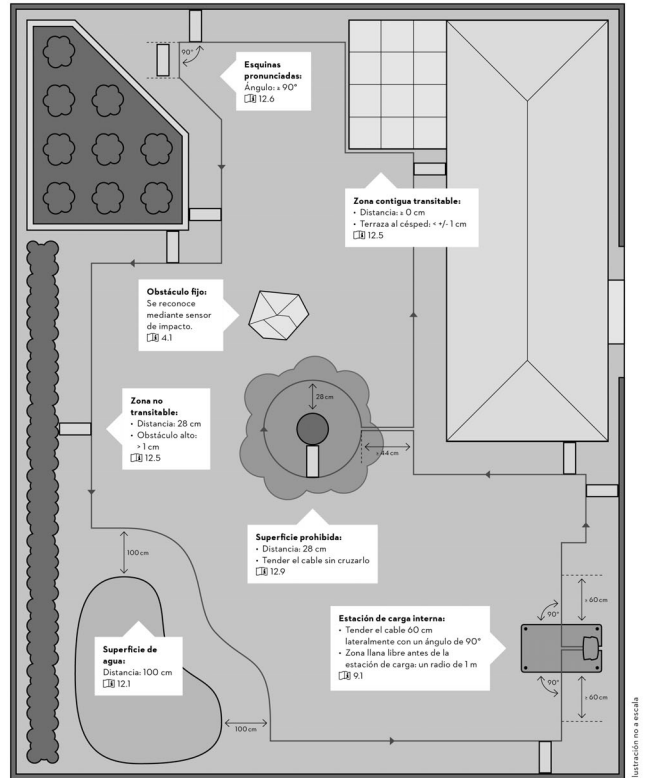 90°
Esquinas
pronunciadas:
Ángulo: ≥ 90°
12.6
Zona contigua transitable:
• Distancia: ≥ 0 cm
• Terraza al césped: < +/- 1 cm
12.5
Obstáculo fijo:
Se reconoce
mediante sensor
de impacto.
4.1
28 cm
Zona no
transitable:
• Distancia: 28 cm
• Obstáculo alto:
> 1 cm
12.5
≥ 44 cm
Superficie prohibida:
• Distancia: 28 cm
• Tender el cable sin cruzarlo
12.9
100 cm
≥ 60 cm
90°
Estación de carga interna:
• Tender el cable 60 cm
lateralmente con un ángulo de 90°
• Zona llana libre antes de la
estación de carga: un radio de 1 m
9.1
Superficie de
agua:
Distancia: 100 cm
12.1
90°
≥ 60 cm
100 cm
lustración no a escala